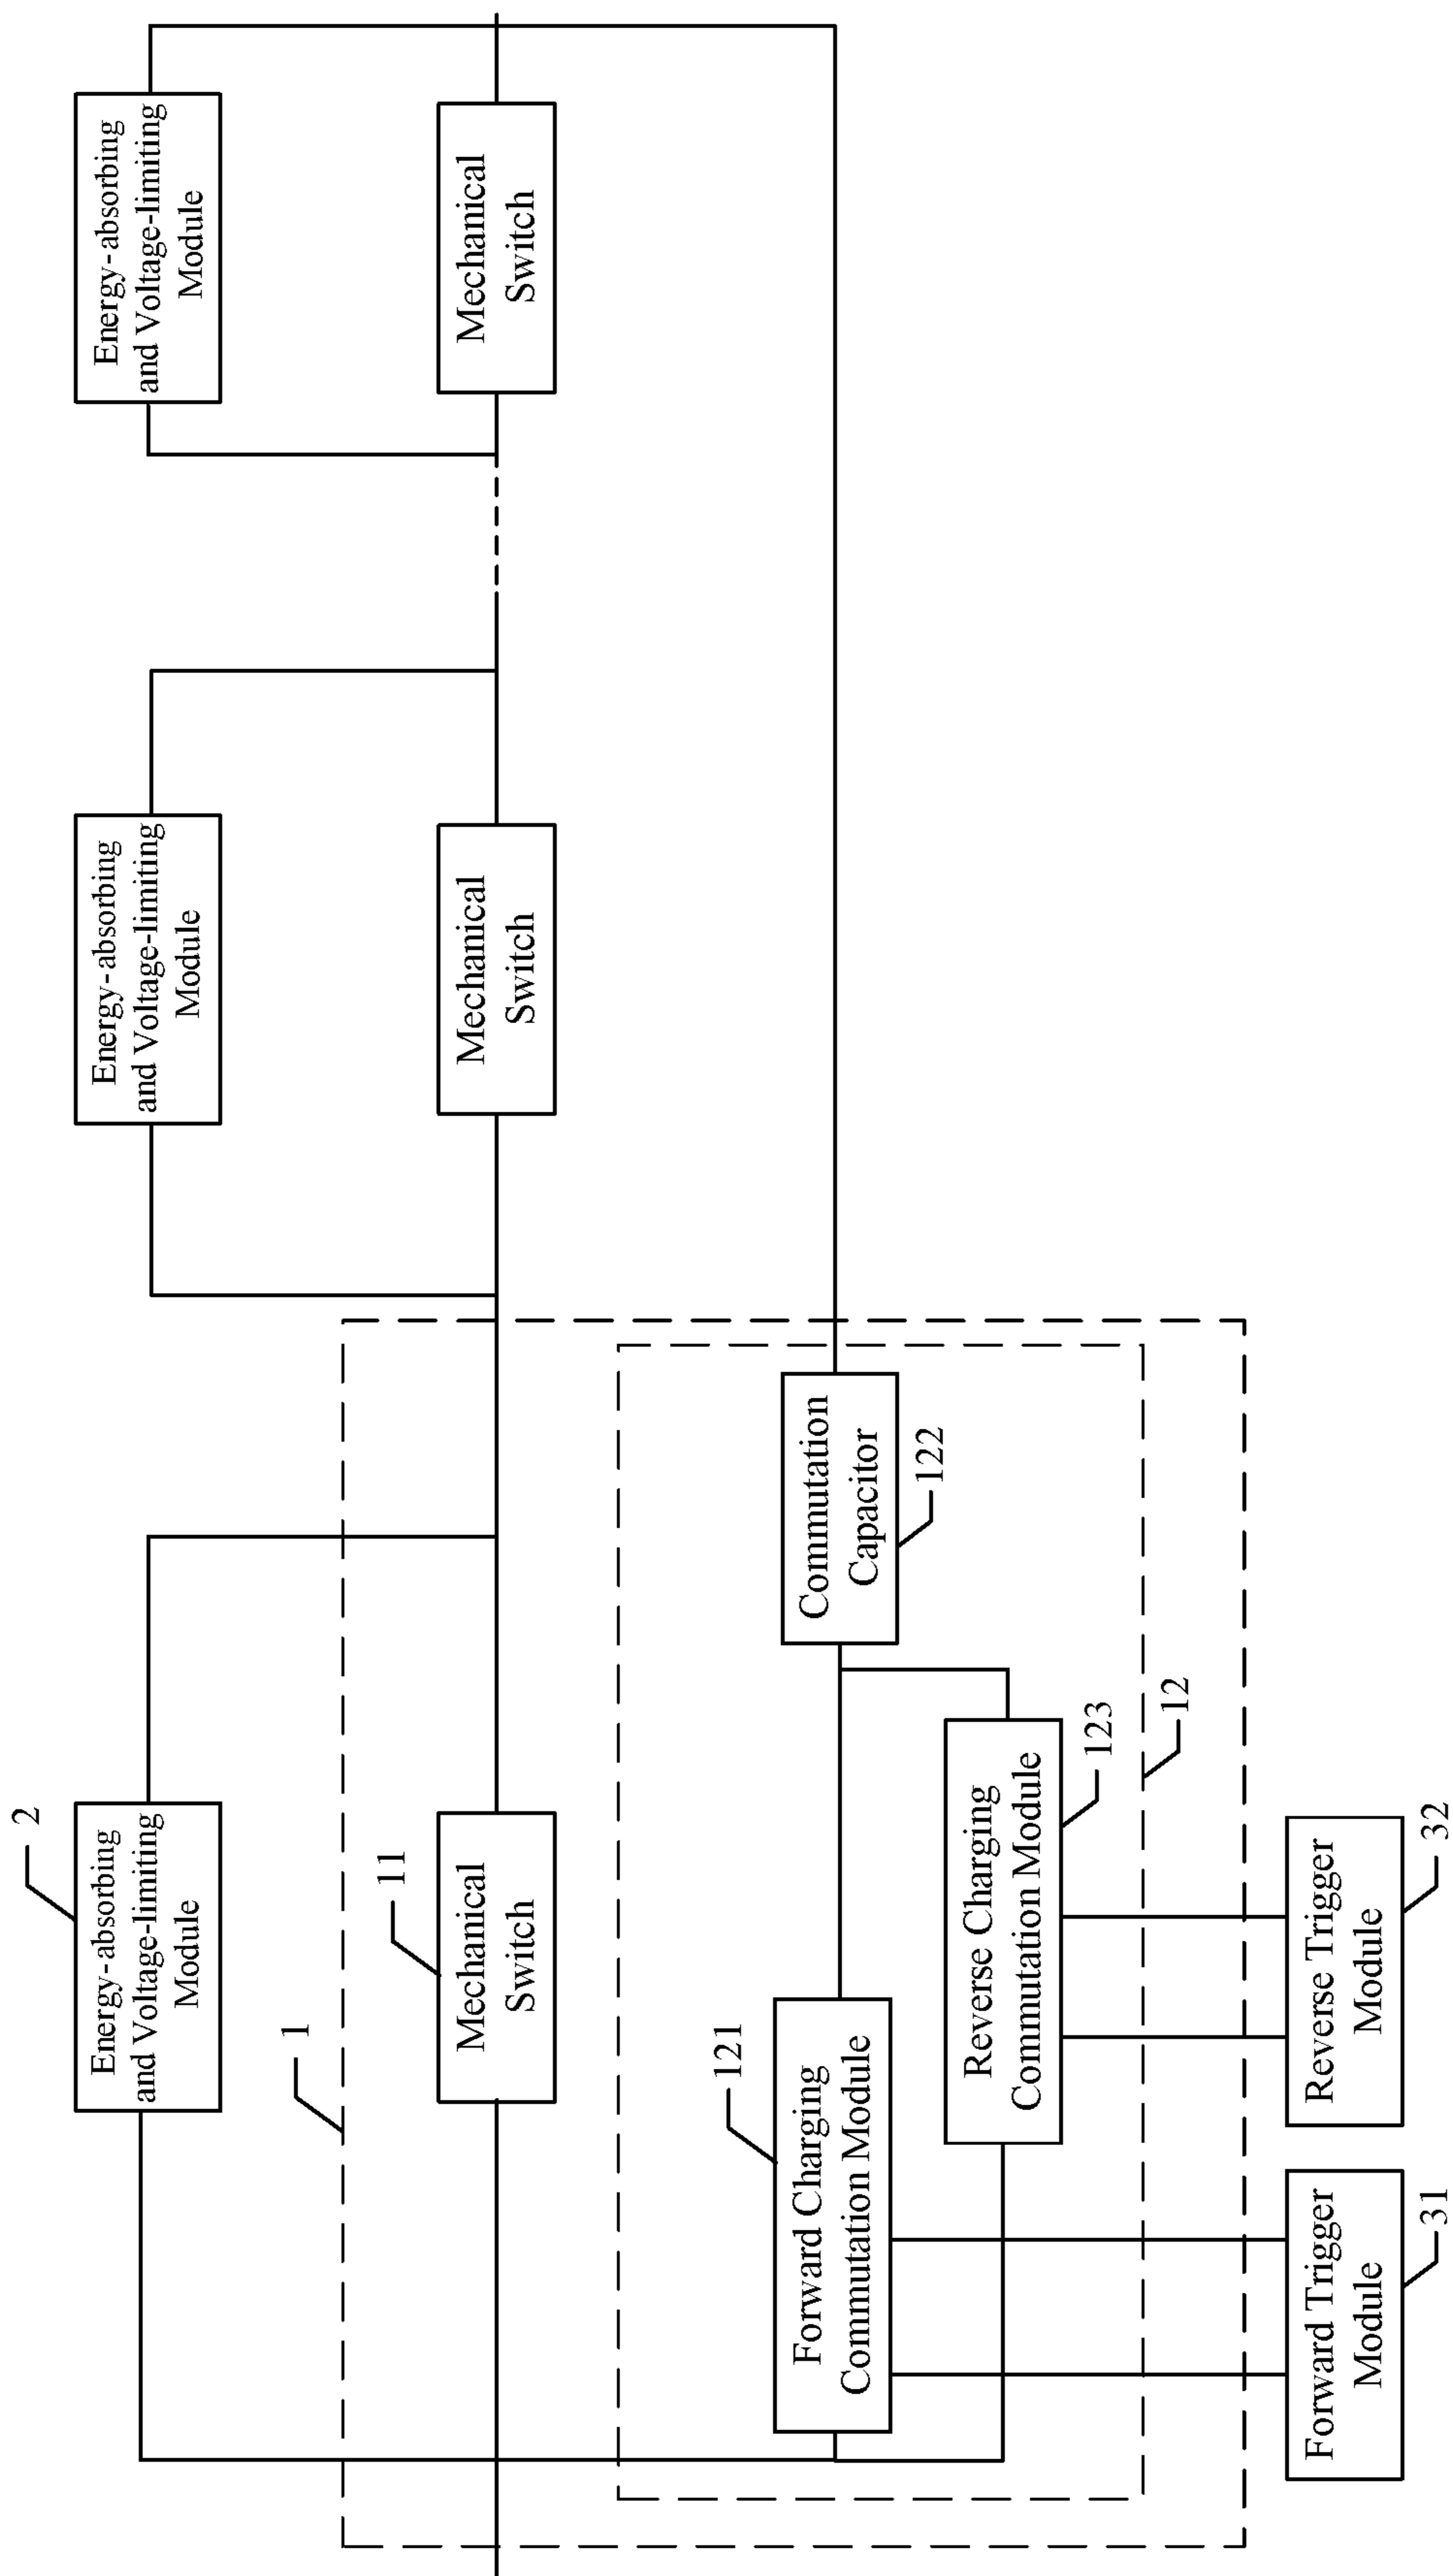 2
Energy-absorbing
and Voltage-limiting
Module
Energy-absorbing
and Voltage-limiting
Module
Energy-absorbing
and Voltage-limiting
Module
1
11
Mechanical
Switch
Mechanical
Switch
Mechanical
Switch
121
Forward Charging
Commutation Module
Commutation
Capacitor
122
Reverse Charging
Commutation Module
123
12
Forward Trigger
Module
31
Reverse Trigger
Module
32